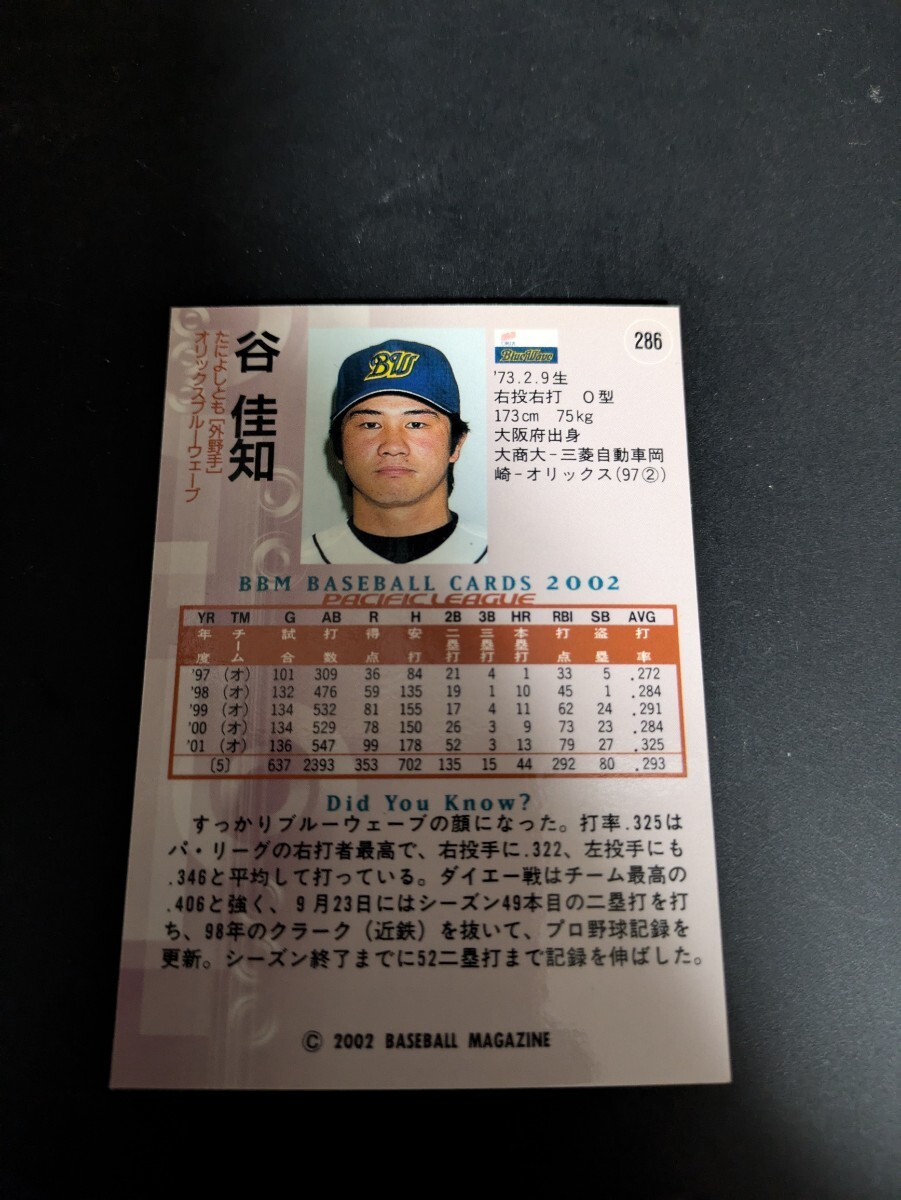 286
谷 佳知
たによしとも［外野手］
オリックスブルーウェーブ
BW
BlueWave
'73.2.9生
右投右打 O型
173cm 75kg
大阪府出身
大商大-三菱自動車岡
崎-オリックス(97②)
BBM BASEBALL CARDS 2002
PACIFIC LEAGUE
YR TM G AB R H 2B 3B HR RBI SB AVG
年度 チーム 試合 打数 得点 安打 二塁打 三塁打 本塁打 打点 盗塁 打率
'97 (オ) 101 309 36 84 21 4 1 33 5 .272
'98 (オ) 132 476 59 135 19 1 10 45 1 .284
'99 (オ) 134 532 81 155 17 4 11 62 24 .291
'00 (オ) 134 529 78 150 26 3 9 73 23 .284
'01 (オ) 136 547 99 178 52 3 13 79 27 .325
[5] 637 2393 353 702 135 15 44 292 80 .293
Did You Know?
すっかりブルーウェーブの顔になった。打率.325は
パ・リーグの右打者最高で、右投手に.322、左投手にも
.346と平均して打っている。ダイエー戦はチーム最高の
.406と強く、9月23日にはシーズン49本目の二塁打を打
ち、98年のクラーク（近鉄）を抜いて、プロ野球記録を
更新。シーズン終了までに52二塁打まで記録を伸ばした。
© 2002 BASEBALL MAGAZINE